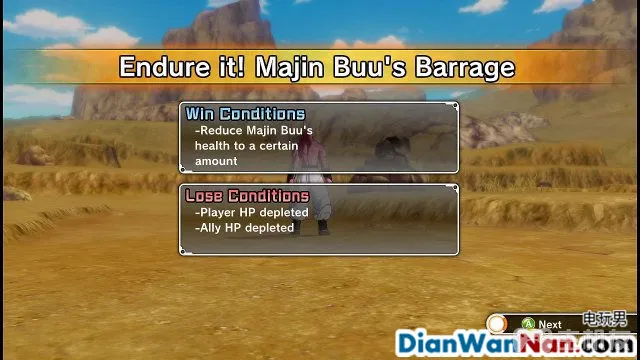 Endure it! Majin Buu's Barrage
Win Conditions
-Reduce Majin Buu's
health to a certain
amount
Lose Conditions
-Player HP depleted
-Ally HP depleted
A Next
电玩男
DianWanNan.com